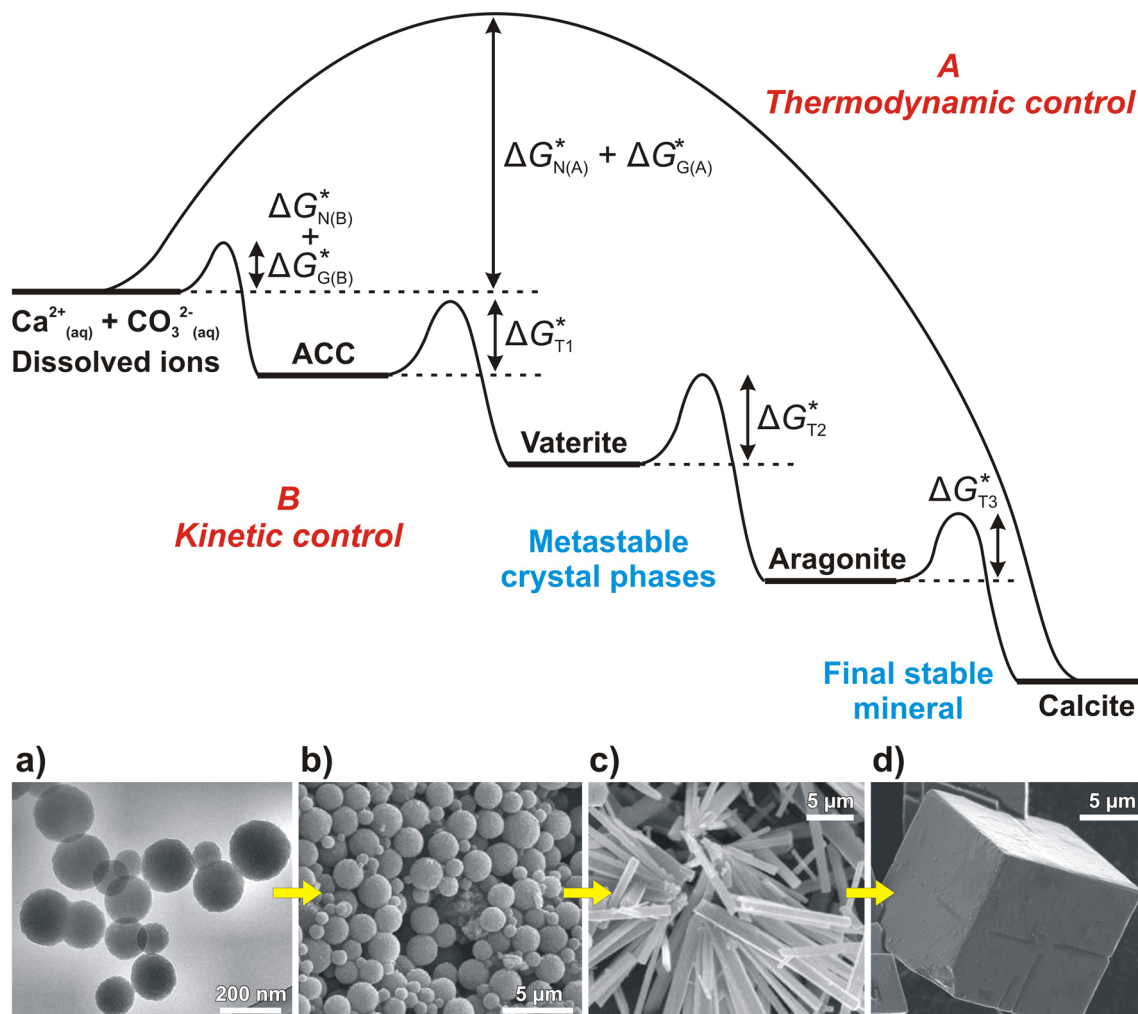 A
Thermodynamic control
ΔG*N(A) + ΔG*G(A)
ΔG*N(B)
+
ΔG*G(B)
Ca2+(aq) + CO32-(aq)
Dissolved ions
ACC
ΔG*T1
Vaterite
ΔG*T2
B
Kinetic control
Metastable
crystal phases
Aragonite
ΔG*T3
Final stable
mineral
Calcite
a)
b)
c)
d)
200 nm
5 µm
5 µm
5 µm